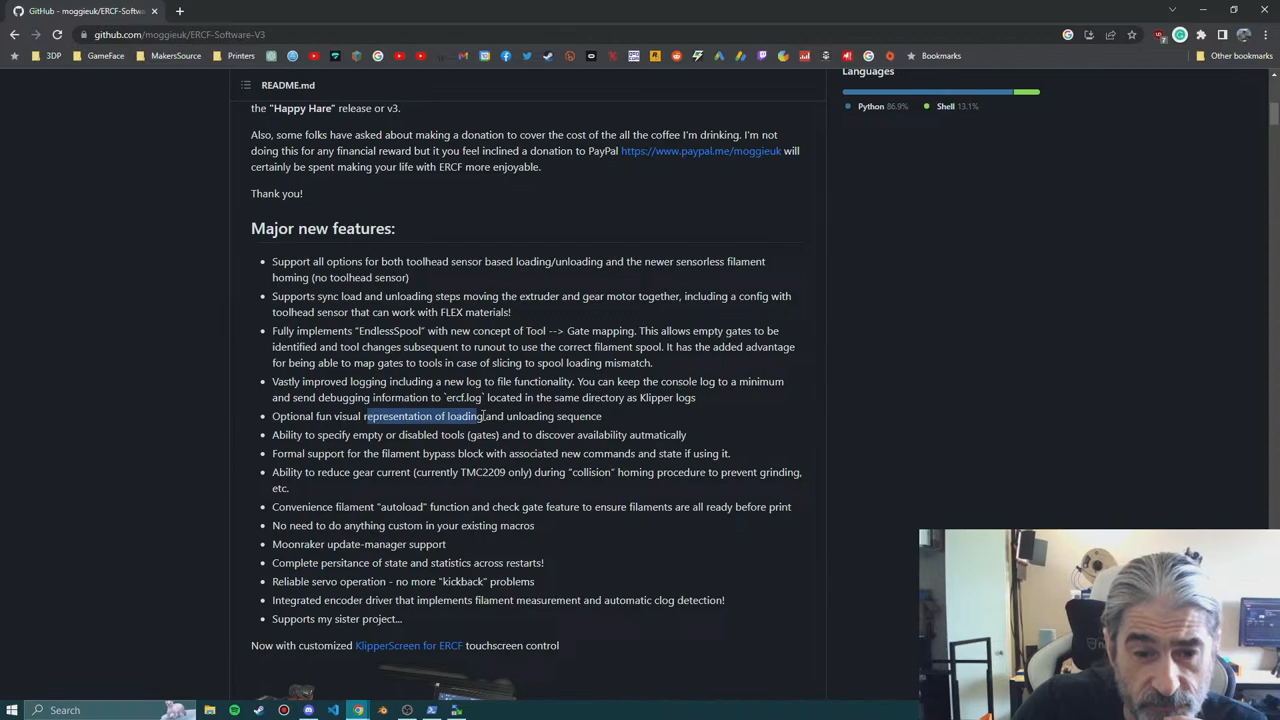 GitHub - moggieuk/ERCF-Softwa
github.com/moggieuk/ERCF-Software-V3
3DP
GameFace
MakersSource
Printers
Bookmarks
Other bookmarks
README.md
Languages
Python 86.9%
Shell 13.1%
the "Happy Hare" release or v3.
Also, some folks have asked about making a donation to cover the cost of the all the coffee I'm drinking. I'm not
doing this for any financial reward but it you feel inclined a donation to PayPal https://www.paypal.me/moggieuk will
certainly be spent making your life with ERCF more enjoyable.
Thank you!
Major new features:
Support all options for both toolhead sensor based loading/unloading and the newer sensorless filament
homing (no toolhead sensor)
Supports sync load and unloading steps moving the extruder and gear motor together, including a config with
toolhead sensor that can work with FLEX materials!
Fully implements “EndlessSpool” with new concept of Tool --> Gate mapping. This allows empty gates to be
identified and tool changes subsequent to runout to use the correct filament spool. It has the added advantage
for being able to map gates to tools in case of slicing to spool loading mismatch.
Vastly improved logging including a new log to file functionality. You can keep the console log to a minimum
and send debugging information to `ercf.log` located in the same directory as Klipper logs
Optional fun visual representation of loading and unloading sequence
Ability to specify empty or disabled tools (gates) and to discover availability autmatically
Formal support for the filament bypass block with associated new commands and state if using it.
Ability to reduce gear current (currently TMC2209 only) during “collision” homing procedure to prevent grinding,
etc.
Convenience filament "autoload" function and check gate feature to ensure filaments are all ready before print
No need to do anything custom in your existing macros
Moonraker update-manager support
Complete persitance of state and statistics across restarts!
Reliable servo operation - no more "kickback" problems
Integrated encoder driver that implements filament measurement and automatic clog detection!
Supports my sister project...
Now with customized KlipperScreen for ERCF touchscreen control
Search